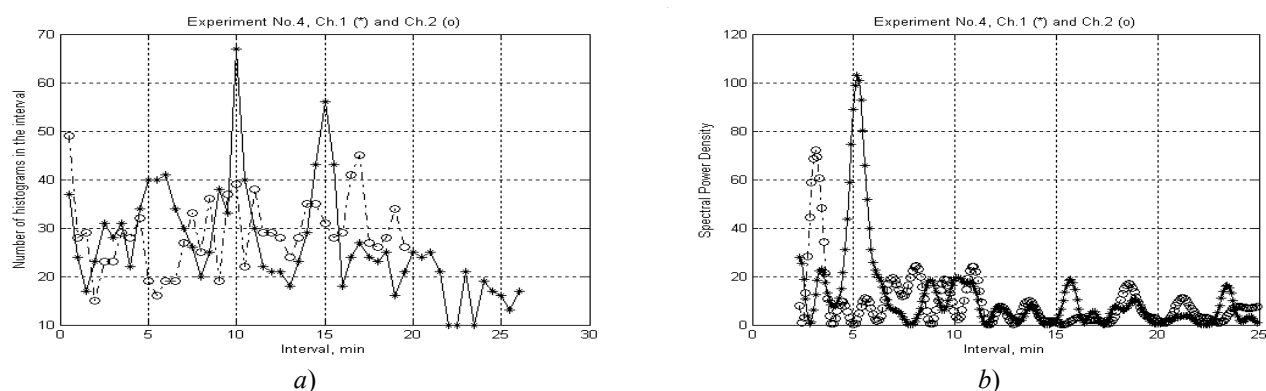 Experiment No.4, Ch.1 (*) and Ch.2 (o)
Number of histograms in the interval
70
60
50
40
30
20
10
0 5 10 15 20 25 30
Interval, min
a)
Experiment No.4, Ch.1 (*) and Ch.2 (o)
Spectral Power Density
120
100
80
60
40
20
0
0 5 10 15 20 25
Interval, min
b)